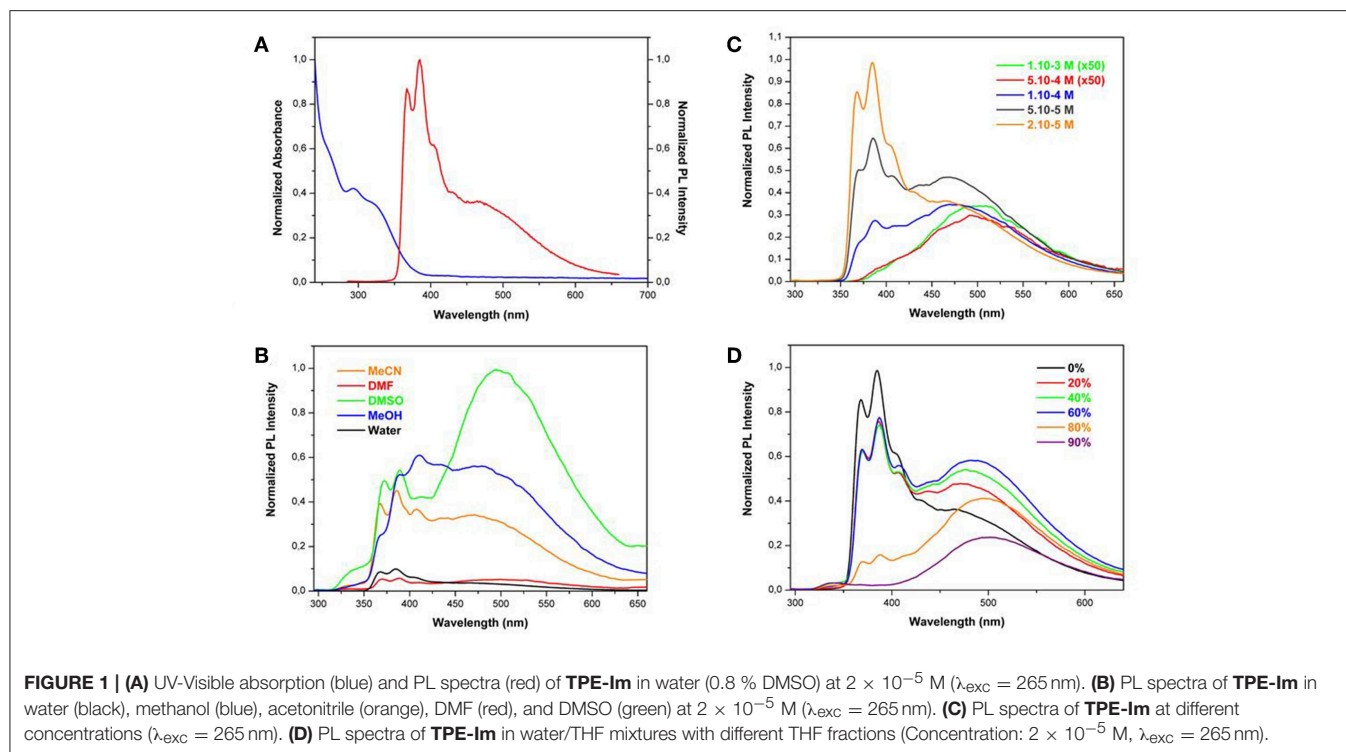 A
1,0
0,8
0,6
0,4
0,2
0,0
Normalized Absorbance
1,0
0,8
0,6
0,4
0,2
0,0
Normalized PL Intensity
300 400 500 600 700
Wavelength (nm)
C
1.10-3 M (x50)
5.10-4 M (x50)
1.10-4 M
5.10-5 M
2.10-5 M
1,1
1,0
0,9
0,8
0,7
0,6
0,5
0,4
0,3
0,2
0,1
0,0
Normalized PL Intensity
300 350 400 450 500 550 600 650
Wavelength (nm)
B
MeCN
DMF
DMSO
MeOH
Water
1,0
0,8
0,6
0,4
0,2
0,0
Normalized PL Intensity
300 350 400 450 500 550 600 650
Wavelength (nm)
D
0%
20%
40%
60%
80%
90%
1,0
0,8
0,6
0,4
0,2
0,0
Normalized PL Intensity
300 400 500 600
Wavelength (nm)
FIGURE 1 | (A) UV-Visible absorption (blue) and PL spectra (red) of TPE-Im in water (0.8 % DMSO) at 2 × 10⁻⁵ M (λexc = 265 nm). (B) PL spectra of TPE-Im in
water (black), methanol (blue), acetonitrile (orange), DMF (red), and DMSO (green) at 2 × 10⁻⁵ M (λexc = 265 nm). (C) PL spectra of TPE-Im at different
concentrations (λexc = 265 nm). (D) PL spectra of TPE-Im in water/THF mixtures with different THF fractions (Concentration: 2 × 10⁻⁵ M, λexc = 265 nm).